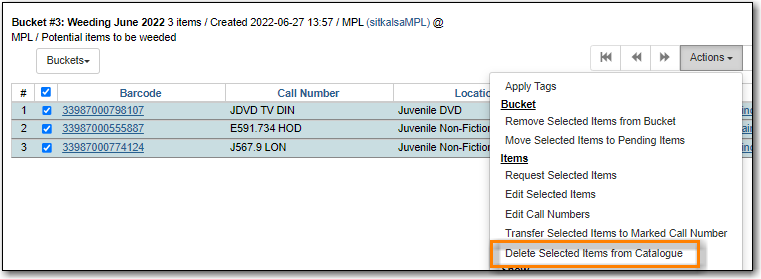 Bucket #3: Weeding June 2022 3 items / Created 2022-06-27 13:57 / MPL (sitkalsaMPL) @
MPL / Potential items to be weeded
Buckets
Actions
# Barcode Call Number Locatio
1 33987000798107 JDVD TV DIN Juvenile DVD
2 33987000555887 E591.734 HOD Juvenile Non-Fiction
3 33987000774124 J567.9 LON Juvenile Non-Fiction
Apply Tags
Bucket
Remove Selected Items from Bucket
Move Selected Items to Pending Items
Items
Request Selected Items
Edit Selected Items
Edit Call Numbers
Transfer Selected Items to Marked Call Number
Delete Selected Items from Catalogue